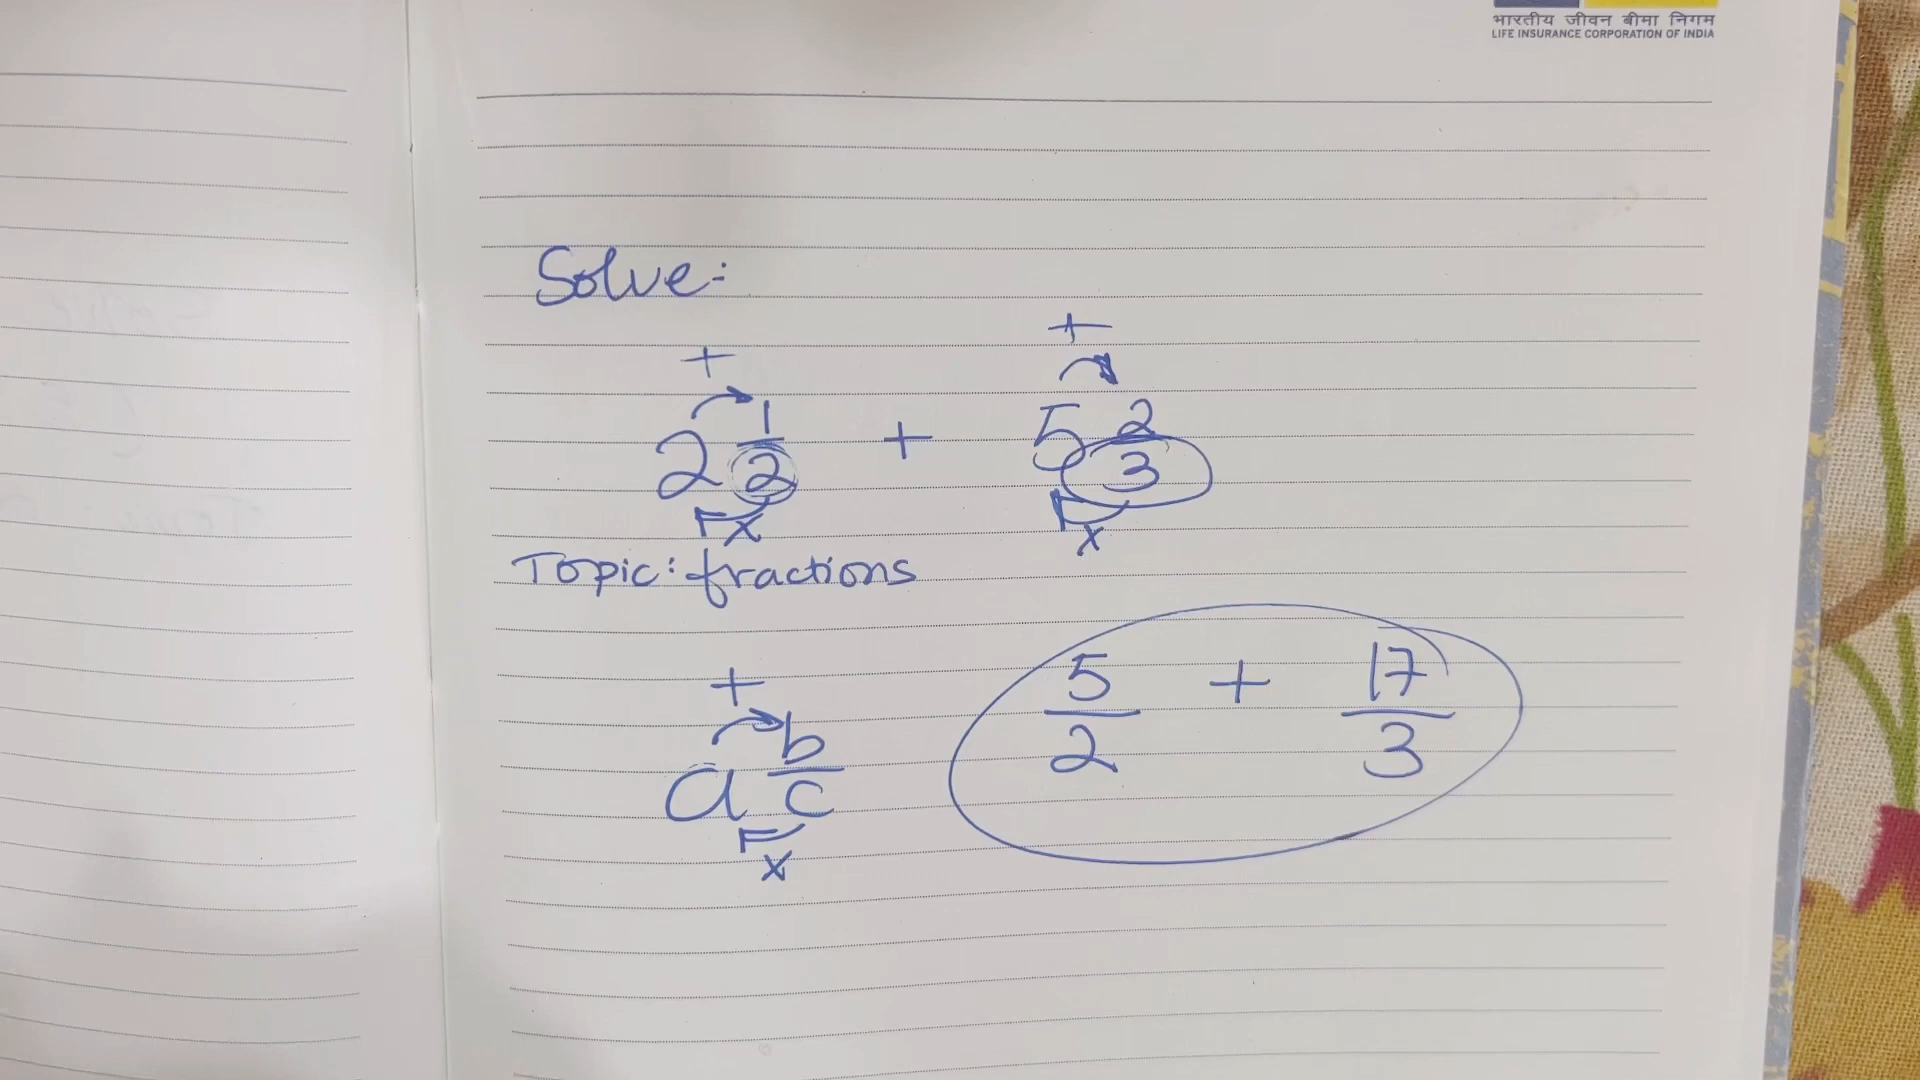 भारतीय जीवन बीमा निगम
LIFE INSURANCE CORPORATION OF INDIA
Solve:
+ +
2 1/2 + 5 2/3
x x
Topic: fractions
+
a b/c
x
5/2 + 17/3